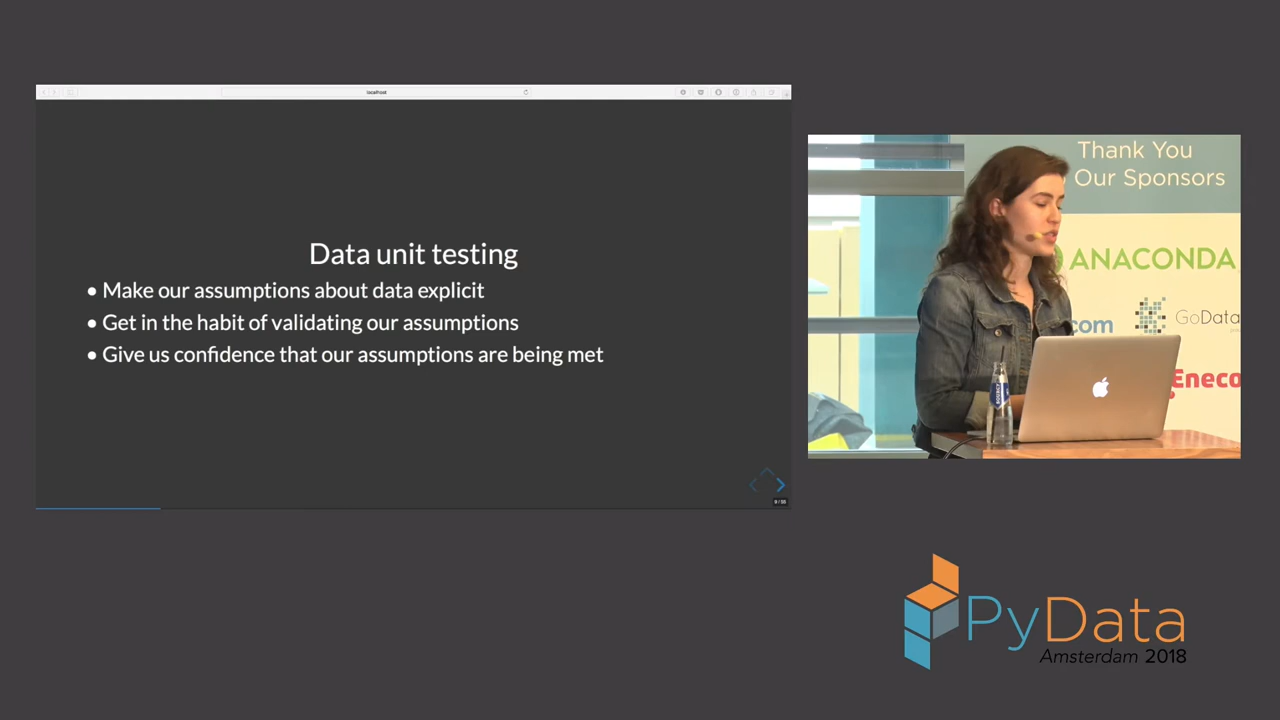 localhost
Data unit testing
• Make our assumptions about data explicit
• Get in the habit of validating our assumptions
• Give us confidence that our assumptions are being met
Thank You
Our Sponsors
ANACONDA
com
GoData
Eneco
PyData
Amsterdam 2018